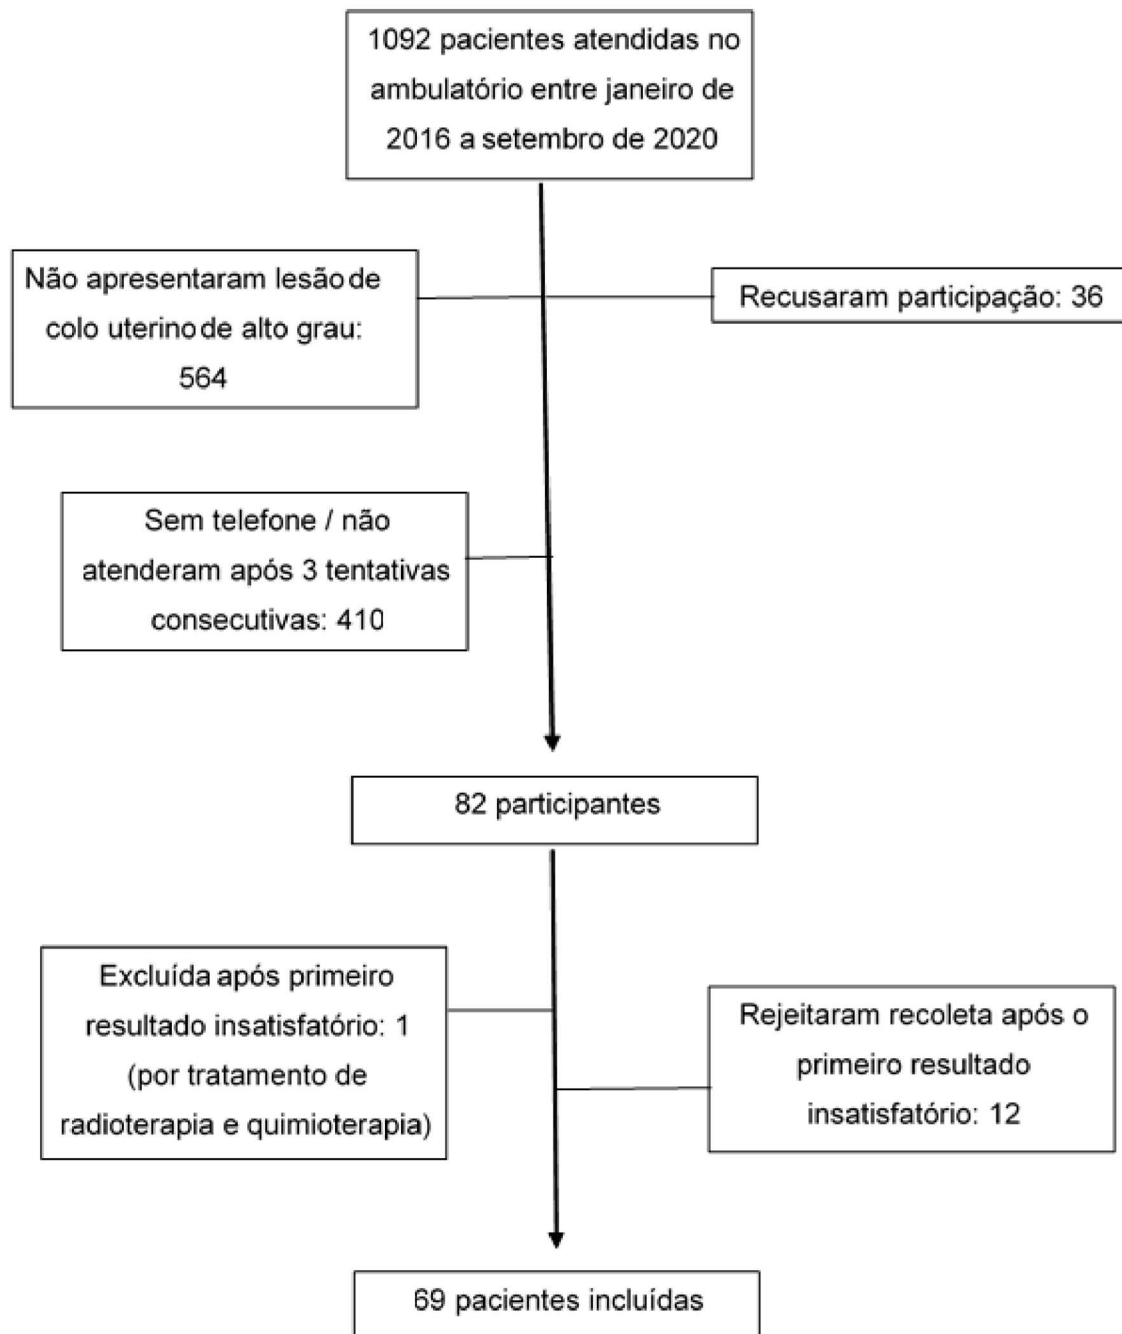 1092 pacientes atendidas no
ambulatório entre janeiro de
2016 a setembro de 2020
Não apresentaram lesão de
colo uterino de alto grau:
564
Recusaram participação: 36
Sem telefone / não
atenderam após 3 tentativas
consecutivas: 410
82 participantes
Excluída após primeiro
resultado insatisfatório: 1
(por tratamento de
radioterapia e quimioterapia)
Rejeitaram recoleta após o
primeiro resultado
insatisfatório: 12
69 pacientes incluídas